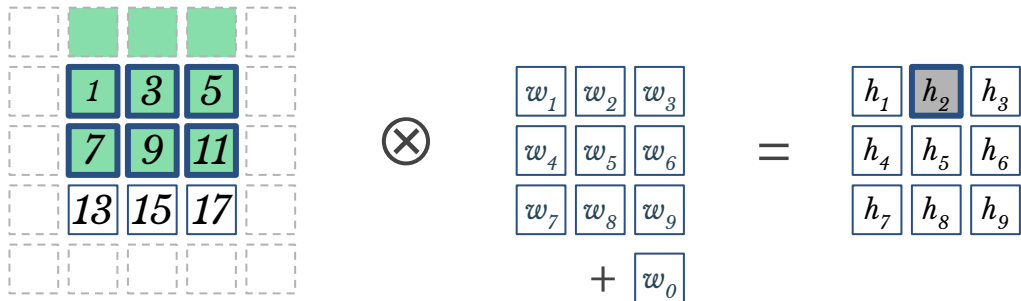 1 3 5 w₁ w₂ w₃ h₁ h₂ h₃
7 9 11 ⊗ w₄ w₅ w₆ = h₄ h₅ h₆
13 15 17 w₇ w₈ w₉ h₇ h₈ h₉
+ w₀